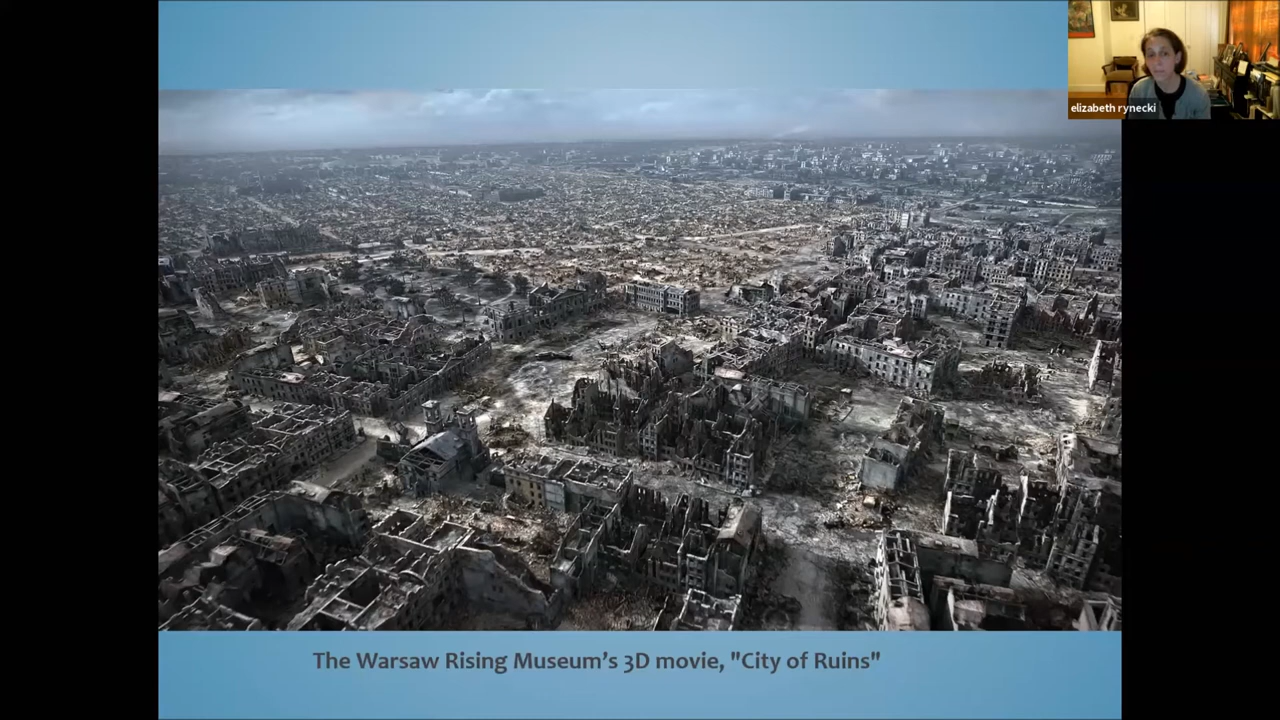 elizabeth rynecki
The Warsaw Rising Museum's 3D movie, "City of Ruins"